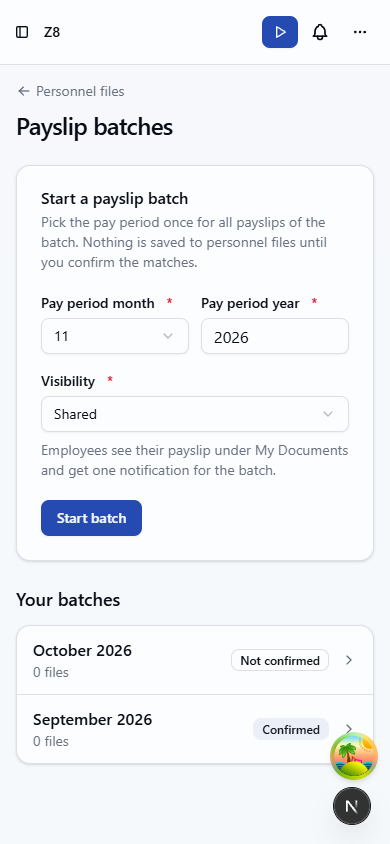 Z8
Personnel files
Payslip batches
Start a payslip batch
Pick the pay period once for all payslips of the
batch. Nothing is saved to personnel files until
you confirm the matches.
Pay period month * Pay period year *
11 2026
Visibility *
Shared
Employees see their payslip under My Documents
and get one notification for the batch.
Start batch
Your batches
October 2026
0 files
Not confirmed
September 2026
0 files
Confirmed
N